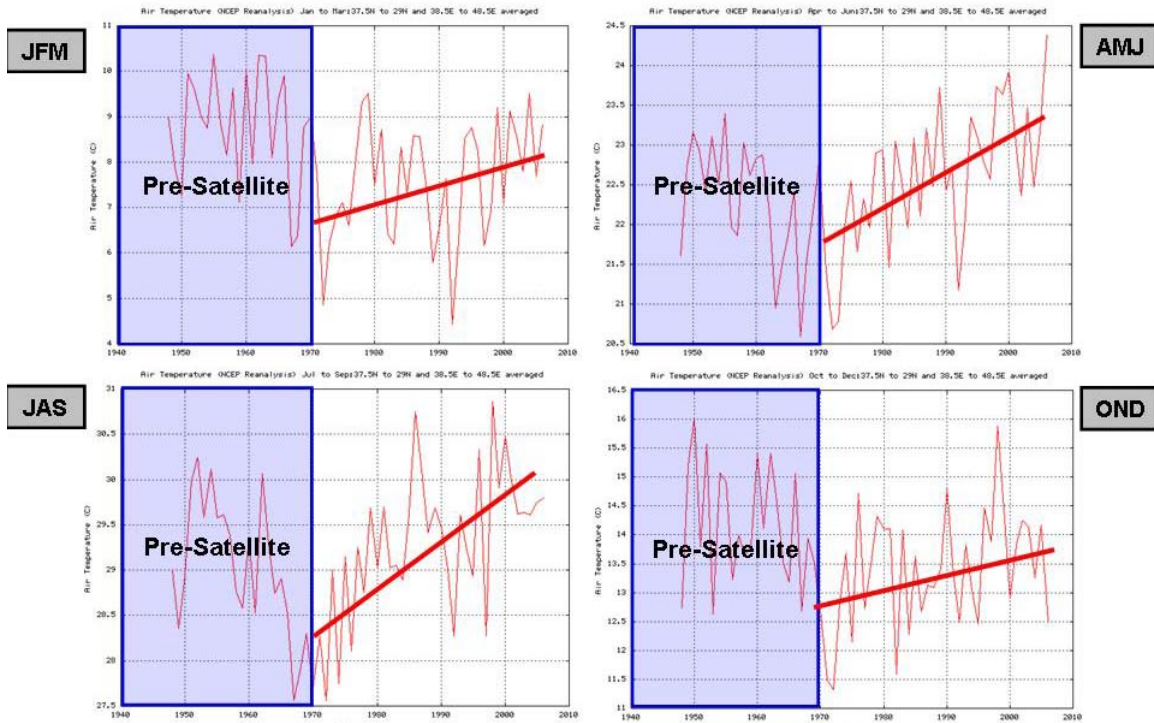 Air Temperature (NCEP Reanalysis) Jan to Mar:37.5N to 29N and 38.5E to 48.5E averaged
JFM
Air Temperature (C)
11
10
9
8
7
6
5
4
Pre-Satellite
1940 1950 1960 1970 1980 1990 2000 2010
Air Temperature (NCEP Reanalysis) Apr to Jun:37.5N to 29N and 38.5E to 48.5E averaged
AMJ
Air Temperature (C)
24.5
24
23.5
23
22.5
22
21.5
21
20.5
Pre-Satellite
1940 1950 1960 1970 1980 1990 2000 2010
Air Temperature (NCEP Reanalysis) Jul to Sep:37.5N to 29N and 38.5E to 48.5E averaged
JAS
Air Temperature (C)
31
30.5
30
29.5
29
28.5
28
27.5
Pre-Satellite
1940 1950 1960 1970 1980 1990 2000 2010
Air Temperature (NCEP Reanalysis) Oct to Dec:37.5N to 29N and 38.5E to 48.5E averaged
OND
Air Temperature (C)
16.5
16
15.5
15
14.5
14
13.5
13
12.5
12
11.5
11
Pre-Satellite
1940 1950 1960 1970 1980 1990 2000 2010